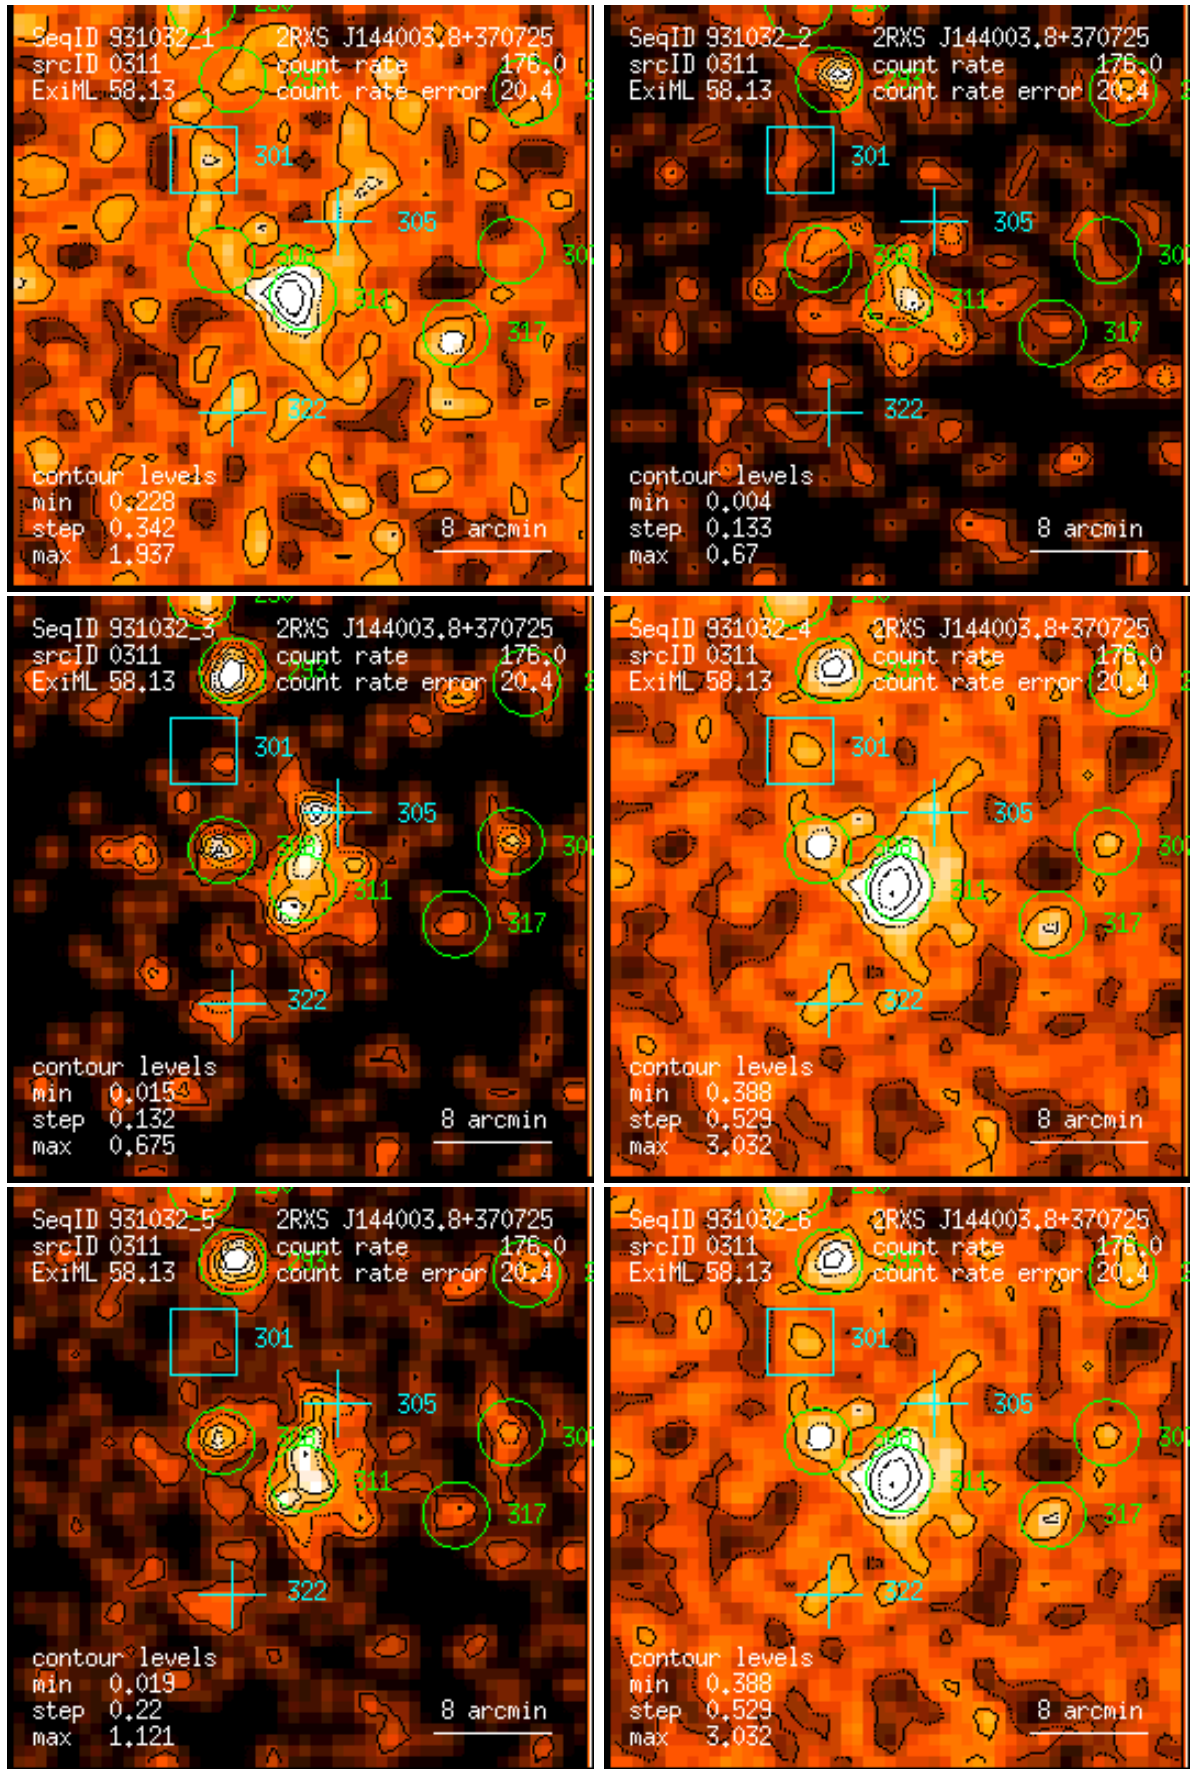 SeqID 931032_1 2RXS J144003.8+370725
srcID 0311 count rate 176.0
ExiML 58.13 count rate error 20.4
293
301
305
308
311
317
322
contour levels
min 0.228
step 0.342
max 1.937
8 arcmin
SeqID 931032_2 2RXS J144003.8+370725
srcID 0311 count rate 176.0
ExiML 58.13 count rate error 20.4
293
301
305
308
311
317
322
contour levels
min 0.004
step 0.133
max 0.67
8 arcmin
SeqID 931032_3 2RXS J144003.8+370725
srcID 0311 count rate 176.0
ExiML 58.13 count rate error 20.4
293
301
305
308
311
317
322
contour levels
min 0.015
step 0.132
max 0.675
8 arcmin
SeqID 931032_4 2RXS J144003.8+370725
srcID 0311 count rate 176.0
ExiML 58.13 count rate error 20.4
293
301
305
308
311
317
322
contour levels
min 0.388
step 0.529
max 3.032
8 arcmin
SeqID 931032_5 2RXS J144003.8+370725
srcID 0311 count rate 176.0
ExiML 58.13 count rate error 20.4
293
301
305
308
311
317
322
contour levels
min 0.019
step 0.22
max 1.121
8 arcmin
SeqID 931032_6 2RXS J144003.8+370725
srcID 0311 count rate 176.0
ExiML 58.13 count rate error 20.4
293
301
305
308
311
317
322
contour levels
min 0.388
step 0.529
max 3.032
8 arcmin